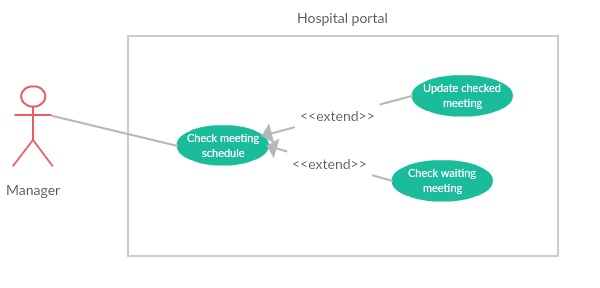 Hospital portal
Update checked
meeting
<<extend>>
Check meeting
schedule
<<extend>>
Check waiting
meeting
Manager